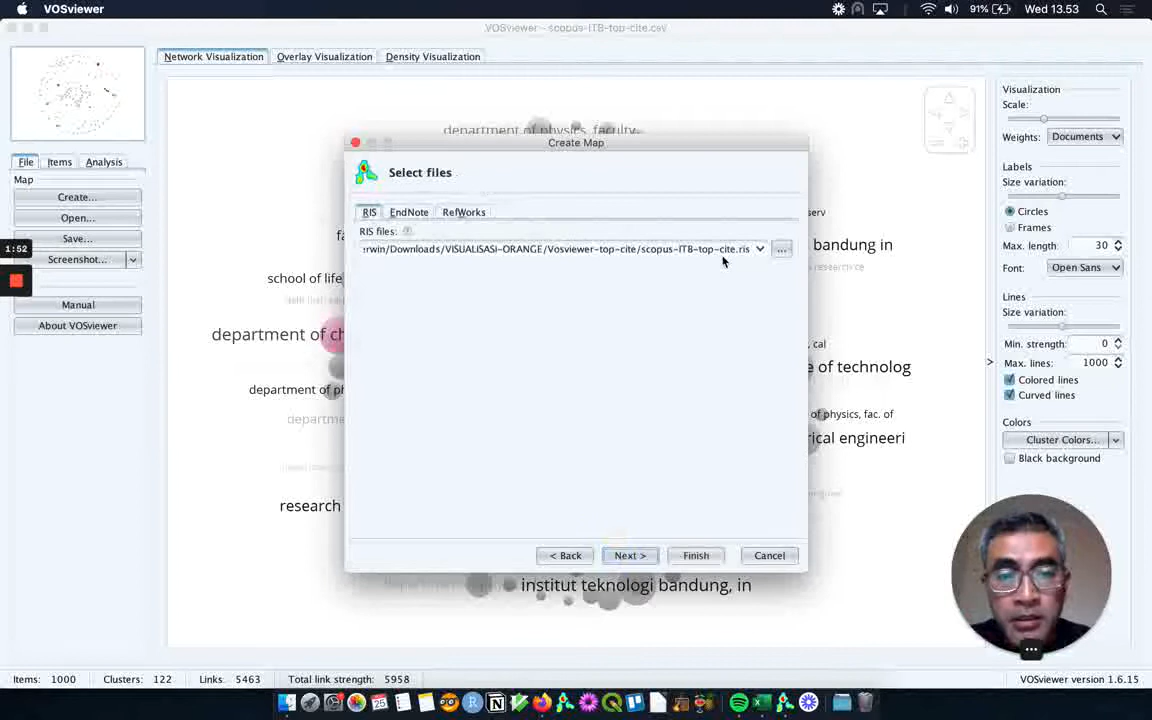 VOSviewer
91%
Wed 13.53
VOSviewer - scopus-ITB-top-cite.csv
Network Visualization
Overlay Visualization
Density Visualization
File
Items
Analysis
Map
Create...
Open...
Save...
Screenshot...
Manual
About VOSviewer
1:52
department of physics, faculty,
school of life
department of ch
department of ph
departme
research
bandung in
research ce
, cal
e of technolog
of physics, fac. of
rical engineeri
institut teknologi bandung, in
Create Map
Select files
RIS
EndNote
RefWorks
RIS files:
:rwin/Downloads/VISUALISASI-ORANGE/Vosviewer-top-cite/scopus-ITB-top-cite.ris
...
< Back
Next >
Finish
Cancel
Visualization
Scale:
Weights:
Documents
Labels
Size variation:
Circles
Frames
Max. length:
30
Font:
Open Sans
Lines
Size variation:
Min. strength:
0
>
Max. lines:
1000
Colored lines
Curved lines
Colors
Cluster Colors...
Black background
Items: 1000
Clusters: 122
Links: 5463
Total link strength: 5958
VOSviewer version 1.6.15